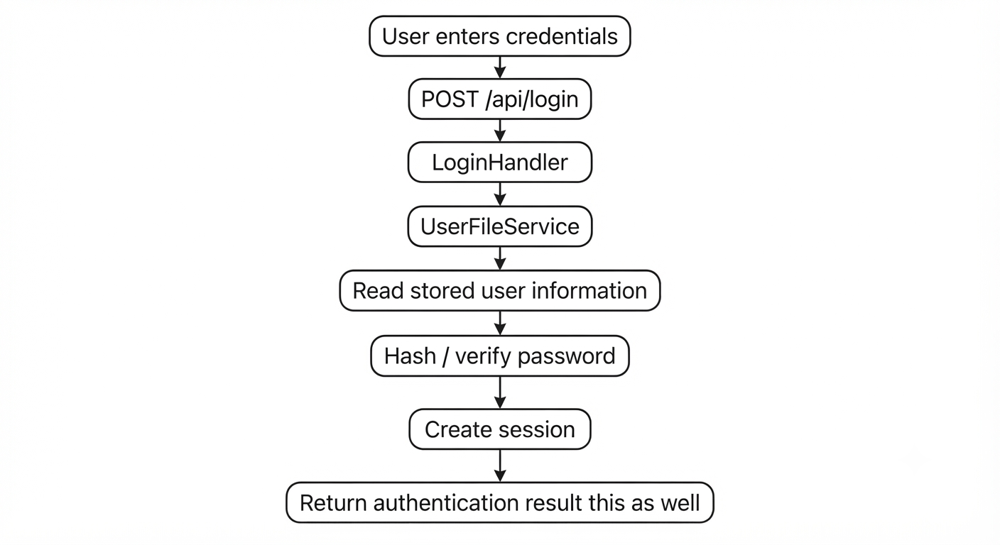 User enters credentials
POST /api/login
LoginHandler
UserFileService
Read stored user information
Hash / verify password
Create session
Return authentication result this as well